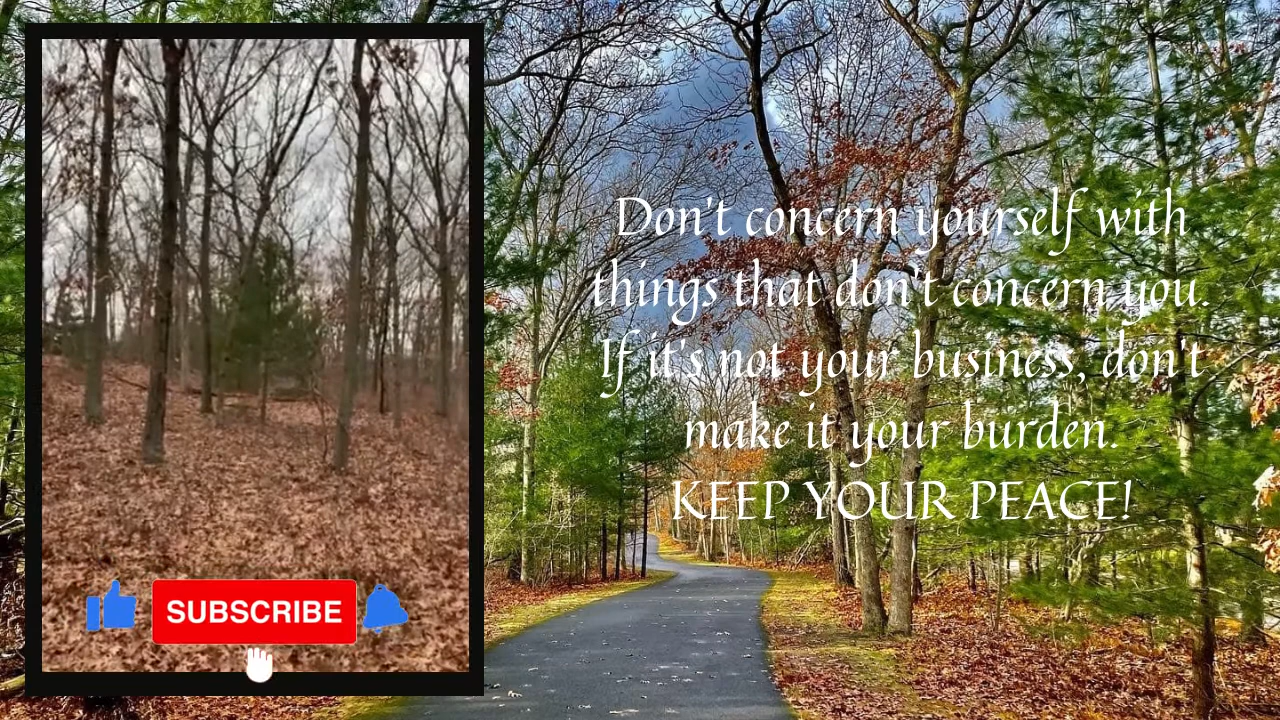 Don't concern yourself with
things that don't concern you.
If it's not your business, don't
make it your burden.
KEEP YOUR PEACE!
SUBSCRIBE